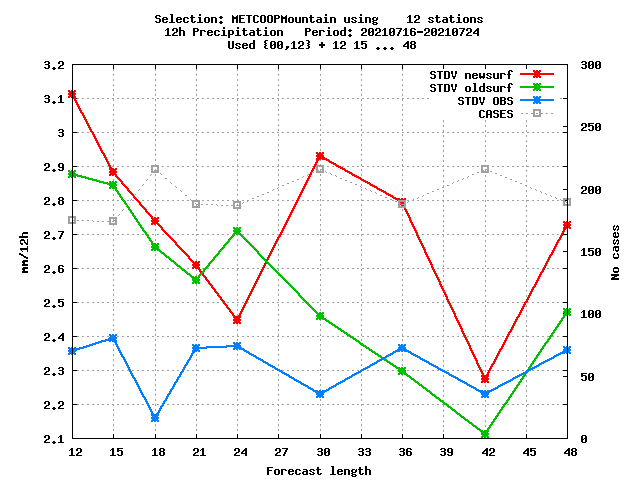 Selection: METCOOPMountain using 12 stations
12h Precipitation Period: 20210716-20210724
Used {00,12} + 12 15 ... 48
3.2
3.1
3
2.9
2.8
2.7
2.6
2.5
2.4
2.3
2.2
2.1
mm/12h
STDV newsurf
STDV oldsurf
STDV OBS
CASES
300
250
200
150
100
50
0
No cases
12 15 18 21 24 27 30 33 36 39 42 45 48
Forecast length